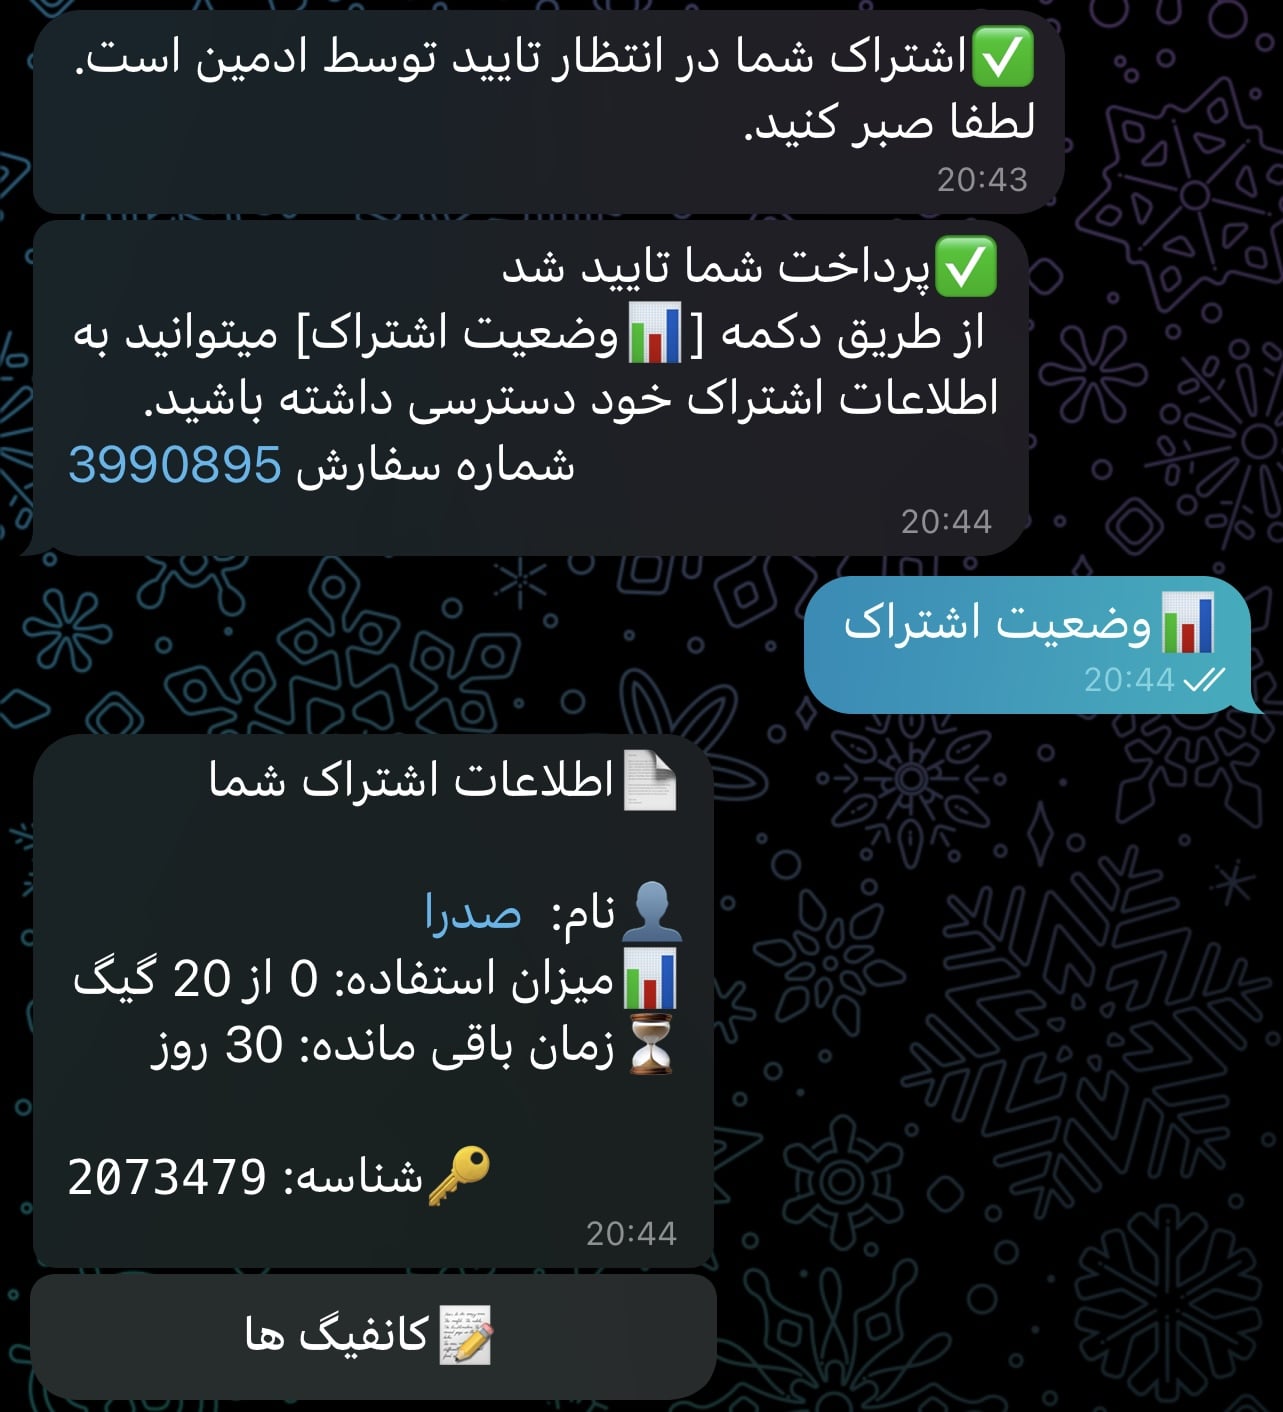 ✅اشتراک شما در انتظار تایید توسط ادمین است.
لطفا صبر کنید.
20:43
✅پرداخت شما تایید شد
از طریق دکمه [📊وضعیت اشتراک] میتوانید به
اطلاعات اشتراک خود دسترسی داشته باشید.
شماره سفارش 3990895
20:44
📊وضعیت اشتراک
20:44
📄اطلاعات اشتراک شما
👤نام: صدرا
📊میزان استفاده: 0 از 20 گیگ
⏳زمان باقی مانده: 30 روز
🔑شناسه: 2073479
20:44
📝کانفیگ ها